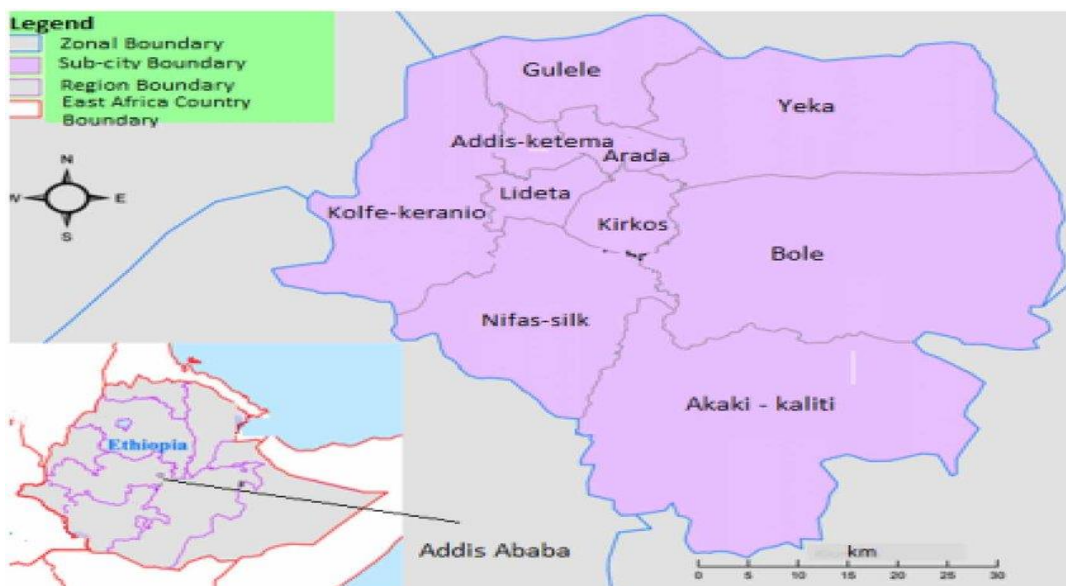 Legend
Zonal Boundary
Sub-city Boundary
Region Boundary
East Africa Country
Boundary
N
W E
S
Gulele
Yeka
Addis-ketema
Arada
Lideta
Kolfe-keranio
Kirkos
Bole
Nifas-silk
Akaki - kaliti
Ethiopia
Addis Ababa
km
0 5 10 15 20 25 30